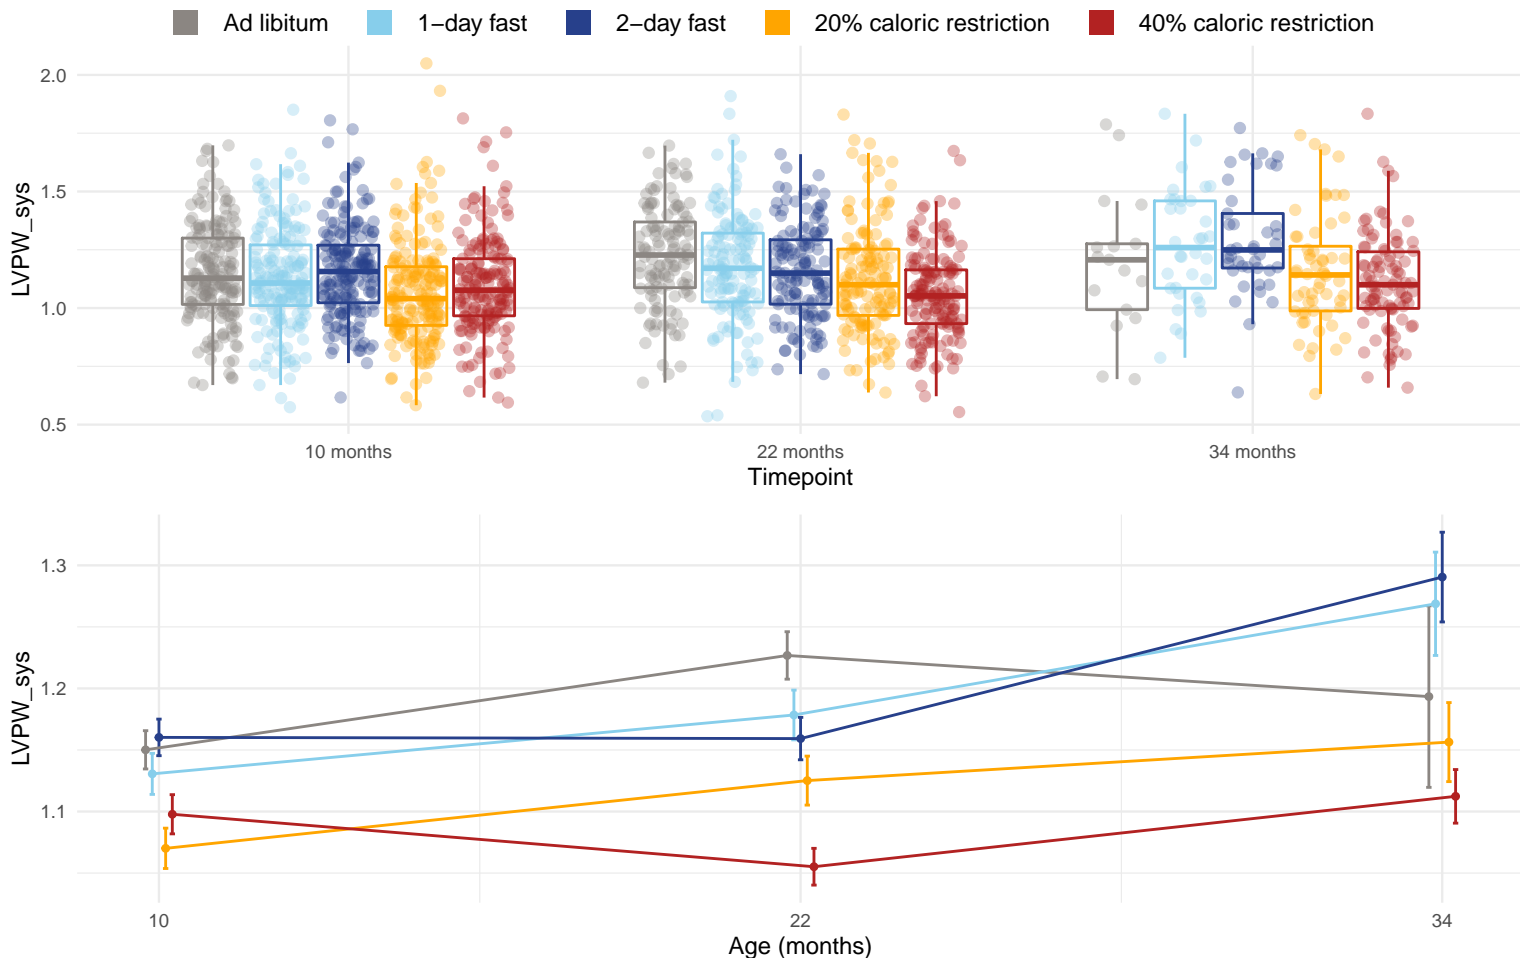 Ad libitum 1−day fast 2−day fast 20% caloric restriction 40% caloric restriction
2.0
1.5
1.0
0.5
LVPW_sys
10 months 22 months 34 months
Timepoint
1.3
1.2
1.1
LVPW_sys
10 22 34
Age (months)